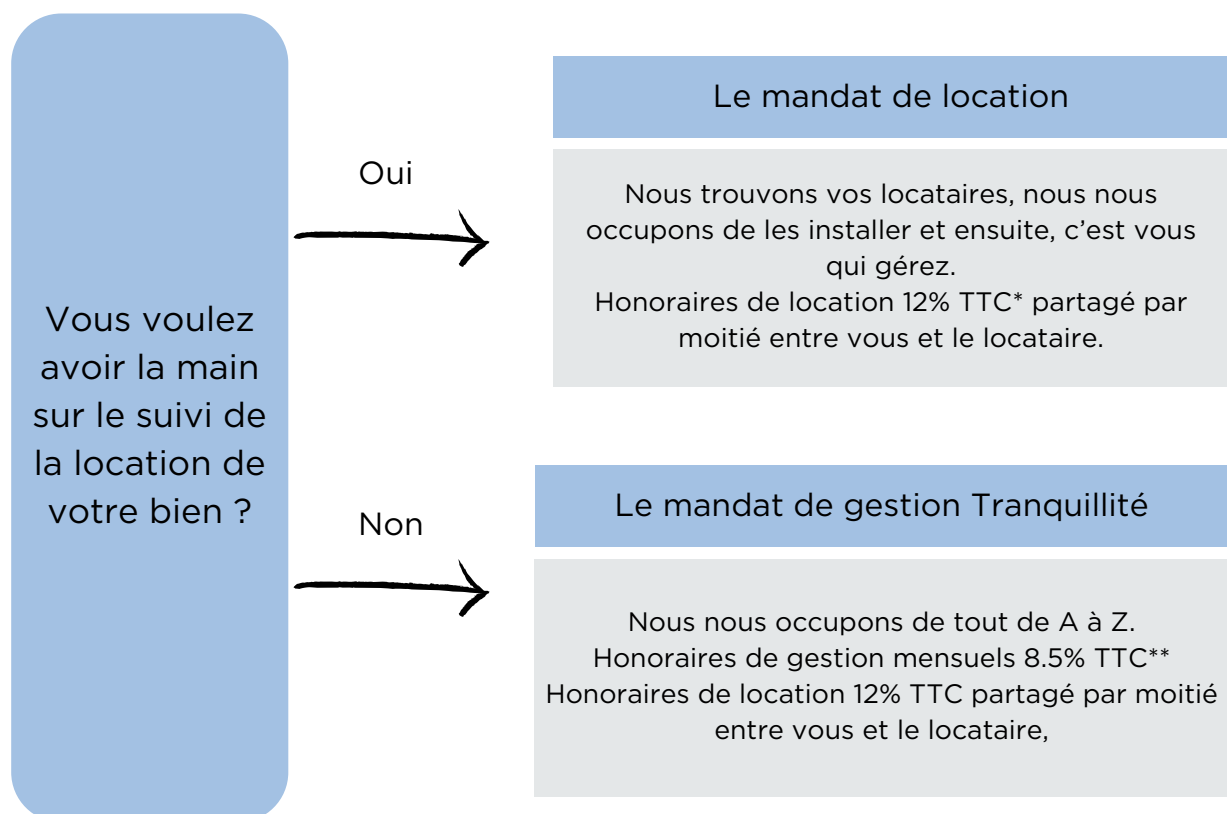 Vous voulez
avoir la main
sur le suivi de
la location de
votre bien ?
Oui
Le mandat de location
Nous trouvons vos locataires, nous nous
occupons de les installer et ensuite, c’est vous
qui gérez.
Honoraires de location 12% TTC* partagé par
moitié entre vous et le locataire.
Non
Le mandat de gestion Tranquillité
Nous nous occupons de tout de A à Z.
Honoraires de gestion mensuels 8.5% TTC**
Honoraires de location 12% TTC partagé par moitié
entre vous et le locataire,